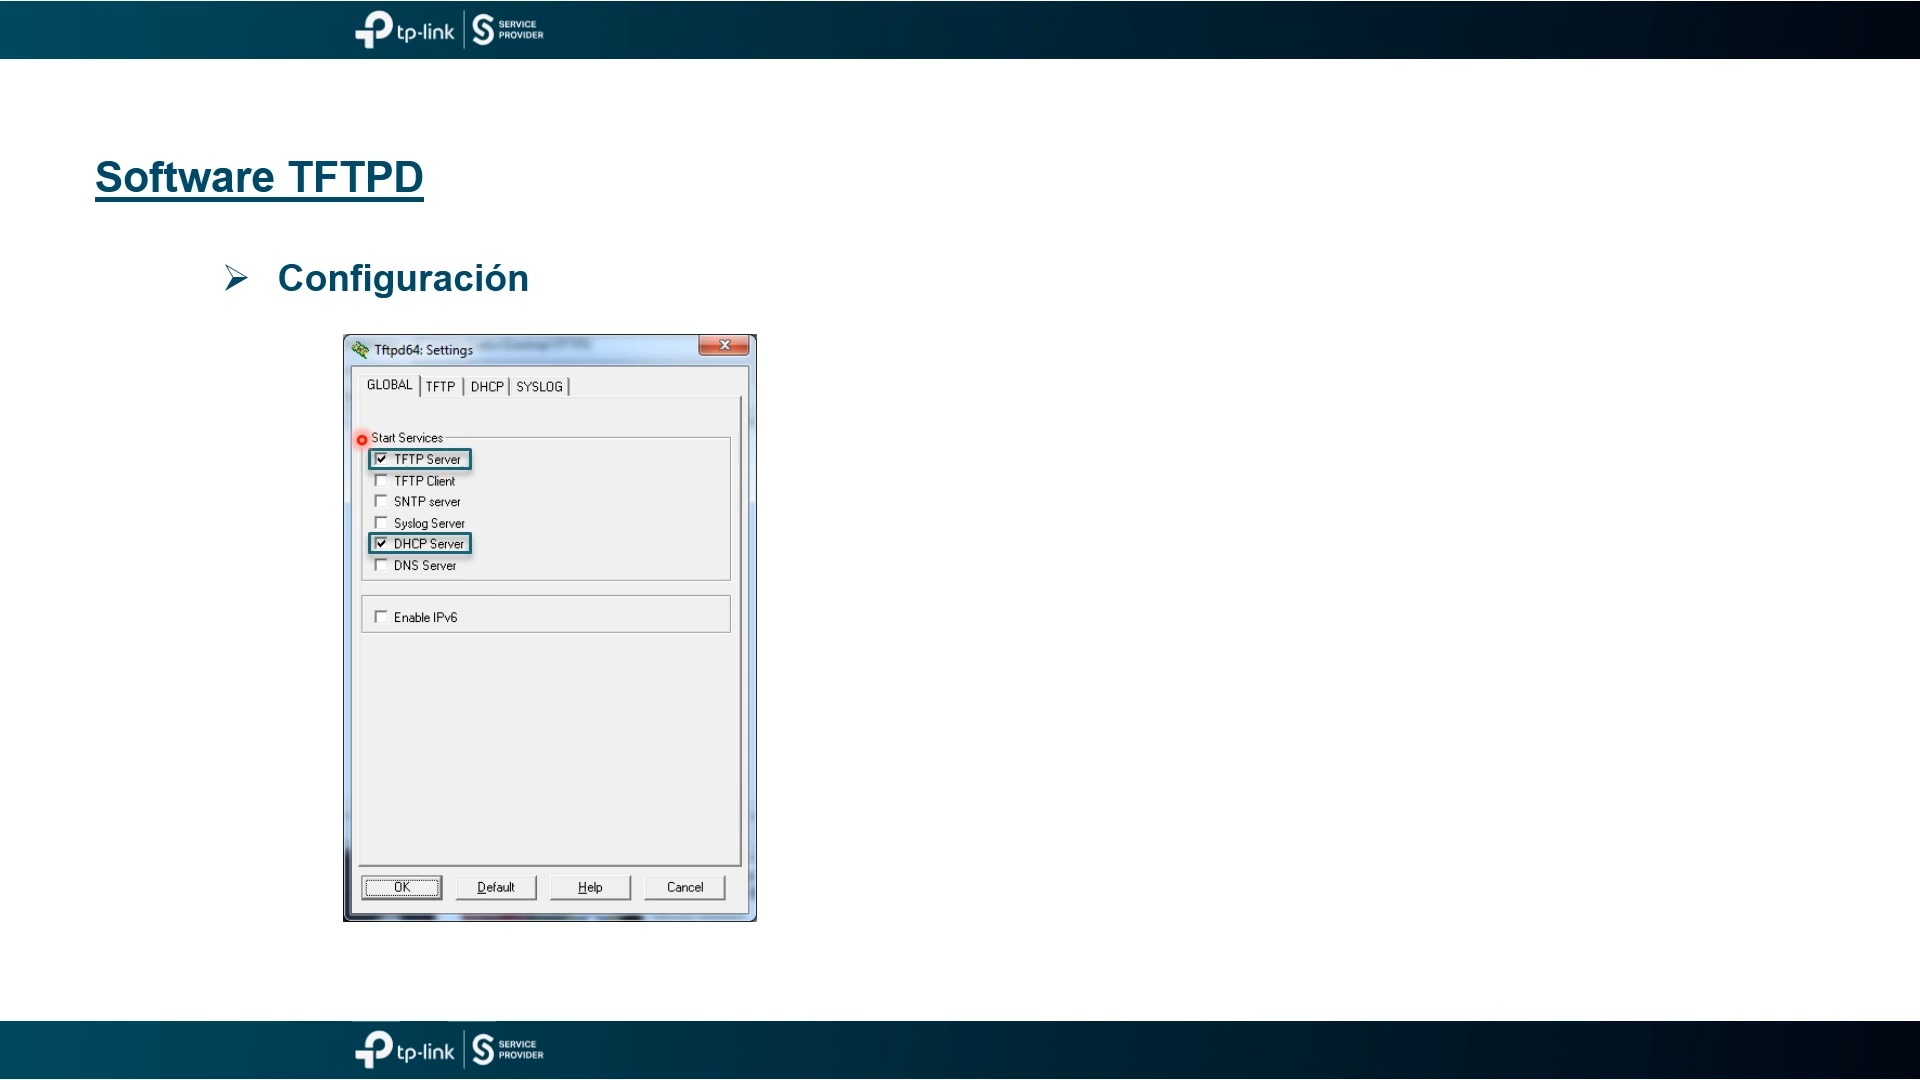 tp-link | SERVICE PROVIDER
Software TFTPD
➢ Configuración
Tftpd64: Settings
GLOBAL TFTP DHCP SYSLOG
Start Services
TFTP Server
TFTP Client
SNTP server
Syslog Server
DHCP Server
DNS Server
Enable IPv6
OK Default Help Cancel
tp-link | SERVICE PROVIDER